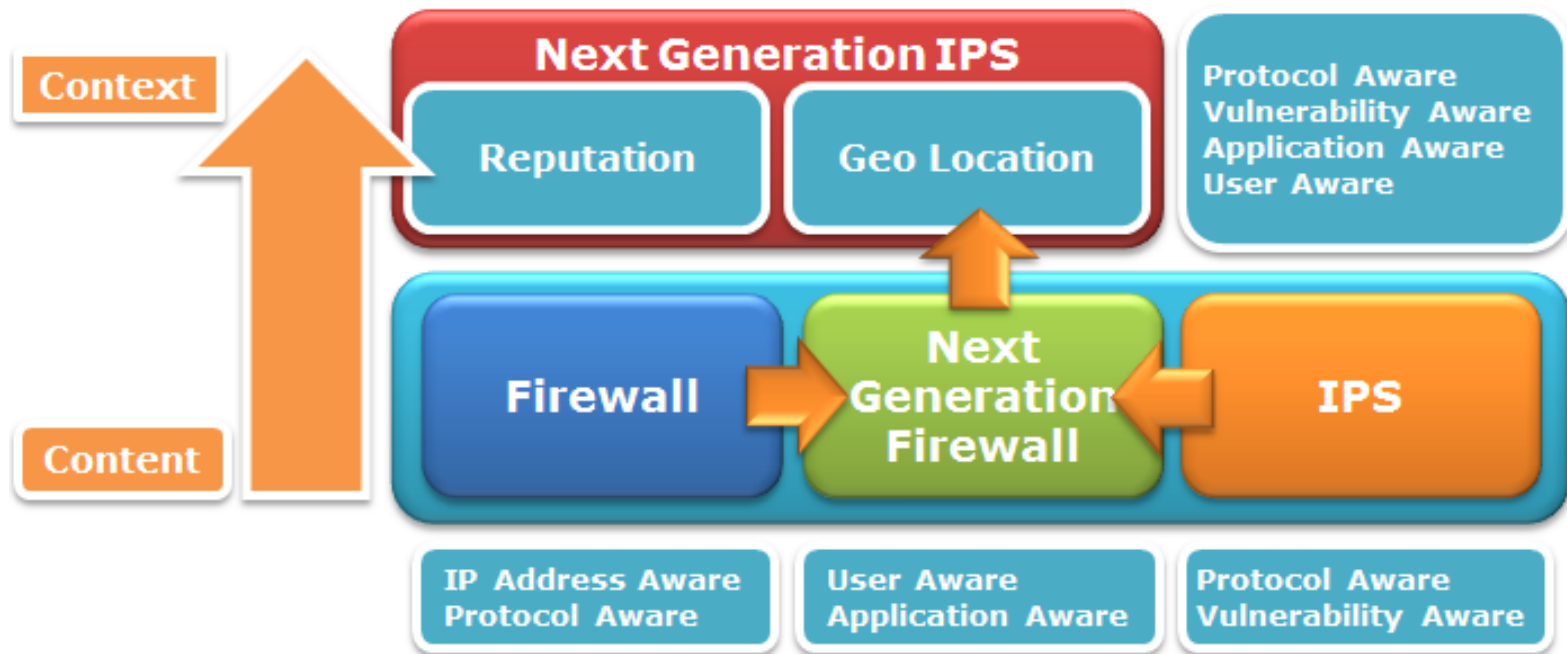 Context
Next Generation IPS
Reputation
Geo Location
Protocol Aware
Vulnerability Aware
Application Aware
User Aware
Content
Firewall
Next
Generation
Firewall
IPS
IP Address Aware
Protocol Aware
User Aware
Application Aware
Protocol Aware
Vulnerability Aware